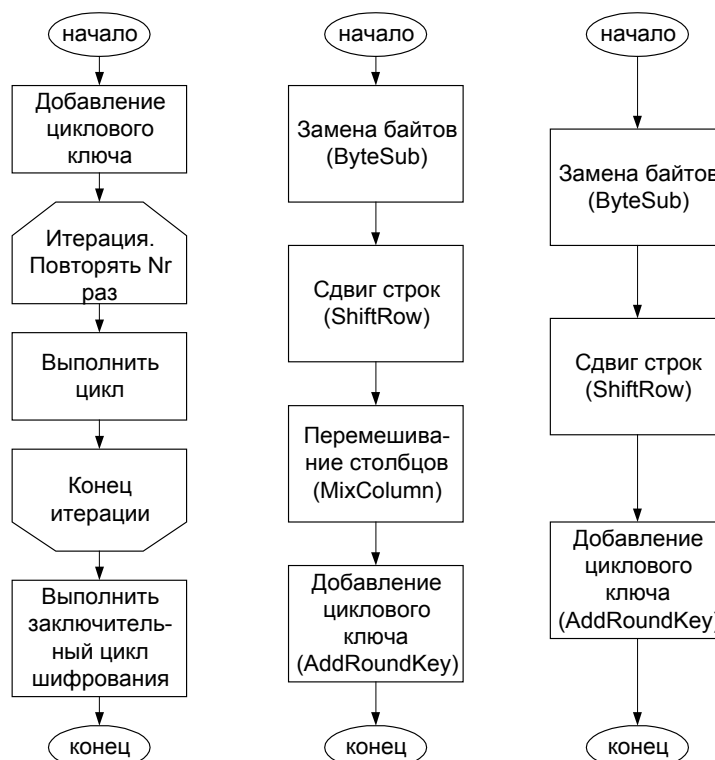 начало
Добавление
циклового
ключа
Итерация.
Повторять Nr
раз
Выполнить
цикл
Конец
итерации
Выполнить
заключитель-
ный цикл
шифрования
конец
начало
Замена байтов
(ByteSub)
Сдвиг строк
(ShiftRow)
Перемешива-
ние столбцов
(MixColumn)
Добавление
циклового
ключа
(AddRoundKey)
конец
начало
Замена байтов
(ByteSub)
Сдвиг строк
(ShiftRow)
Добавление
циклового
ключа
(AddRoundKey)
конец